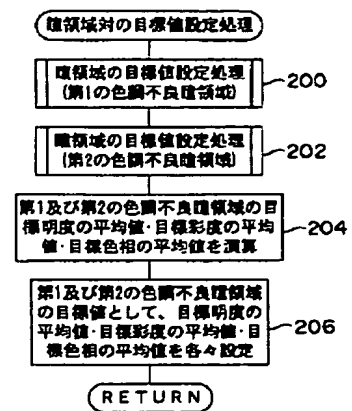 瞳領域対の目標値設定処理
瞳領域の目標値設定処理
(第1の色調不良瞳領域)
200
瞳領域の目標値設定処理
(第2の色調不良瞳領域)
202
第1及び第2の色調不良瞳領域の目
標明度の平均値・目標彩度の平均
値・目標色相の平均値を演算
204
第1及び第2の色調不良瞳領域
の目標値として、目標明度の
平均値・目標彩度の平均値・目
標色相の平均値を各々設定
206
RETURN